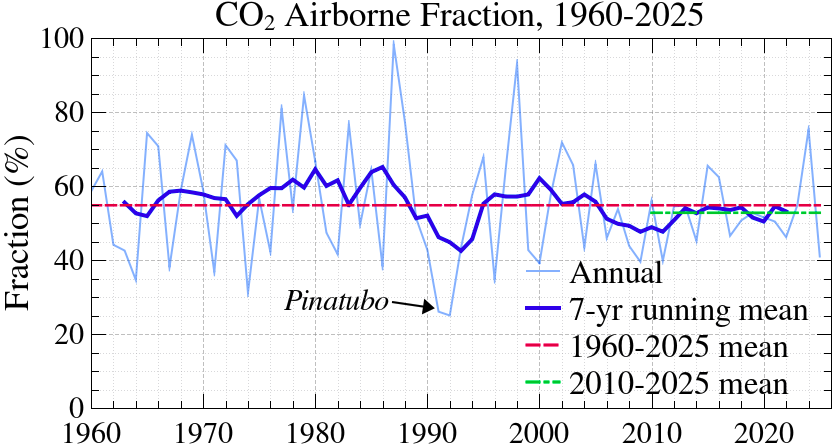 CO₂ Airborne Fraction, 1960-2025
Fraction (%)
100
80
60
40
20
0
Pinatubo
Annual
7-yr running mean
1960-2025 mean
2010-2025 mean
1960 1970 1980 1990 2000 2010 2020